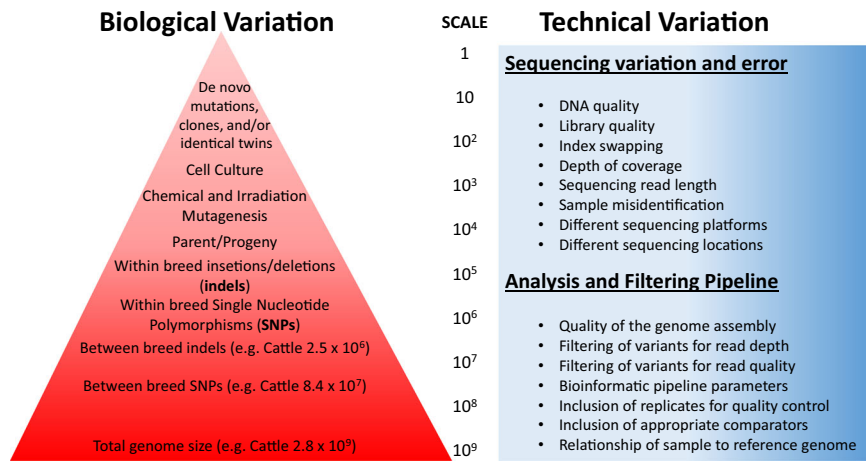 Biological Variation
De novo
mutations,
clones, and/or
identical twins
Cell Culture
Chemical and Irradiation
Mutagenesis
Parent/Progeny
Within breed insetions/deletions
(indels)
Within breed Single Nucleotide
Polymorphisms (SNPs)
Between breed indels (e.g. Cattle 2.5 x 10⁶)
Between breed SNPs (e.g. Cattle 8.4 x 10⁷)
Total genome size (e.g. Cattle 2.8 x 10⁹)
SCALE
1
10
10²
10³
10⁴
10⁵
10⁶
10⁷
10⁸
10⁹
Technical Variation
Sequencing variation and error
• DNA quality
• Library quality
• Index swapping
• Depth of coverage
• Sequencing read length
• Sample misidentification
• Different sequencing platforms
• Different sequencing locations
Analysis and Filtering Pipeline
• Quality of the genome assembly
• Filtering of variants for read depth
• Filtering of variants for read quality
• Bioinformatic pipeline parameters
• Inclusion of replicates for quality control
• Inclusion of appropriate comparators
• Relationship of sample to reference genome